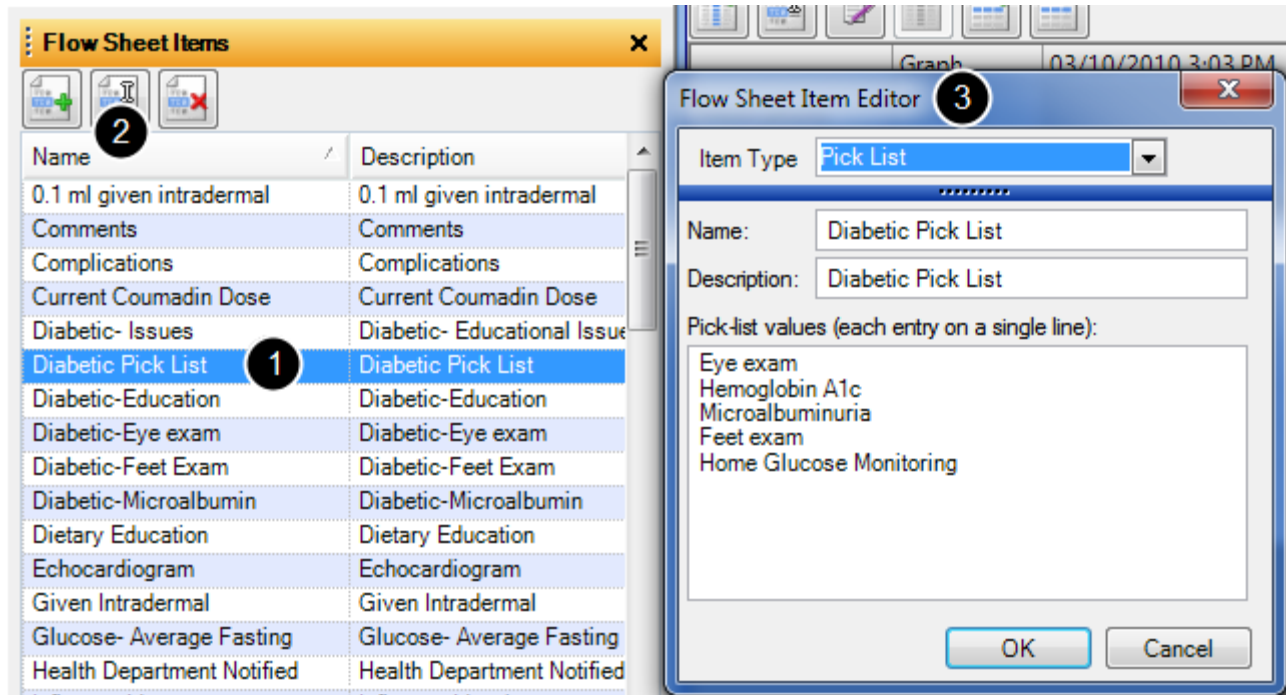 Flow Sheet Items
2
Name Description
0.1 ml given intradermal 0.1 ml given intradermal
Comments Comments
Complications Complications
Current Coumadin Dose Current Coumadin Dose
Diabetic- Issues Diabetic- Educational Issue
Diabetic Pick List 1 Diabetic Pick List
Diabetic-Education Diabetic-Education
Diabetic-Eye exam Diabetic-Eye exam
Diabetic-Feet Exam Diabetic-Feet Exam
Diabetic-Microalbumin Diabetic-Microalbumin
Dietary Education Dietary Education
Echocardiogram Echocardiogram
Given Intradermal Given Intradermal
Glucose- Average Fasting Glucose- Average Fasting
Health Department Notified Health Department Notified
Graph 03/10/2010 3:03 PM
Flow Sheet Item Editor 3
Item Type Pick List
Name: Diabetic Pick List
Description: Diabetic Pick List
Pick-list values (each entry on a single line):
Eye exam
Hemoglobin A1c
Microalbuminuria
Feet exam
Home Glucose Monitoring
OK Cancel